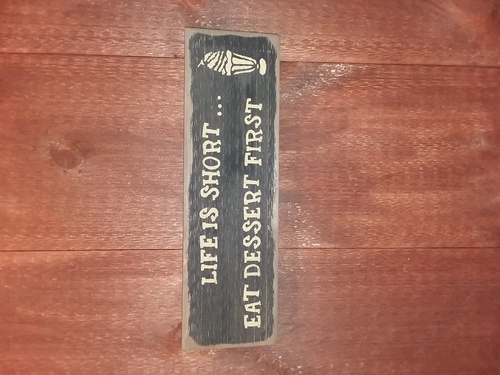 LIFE IS SHORT ...
EAT DESSERT FIRST